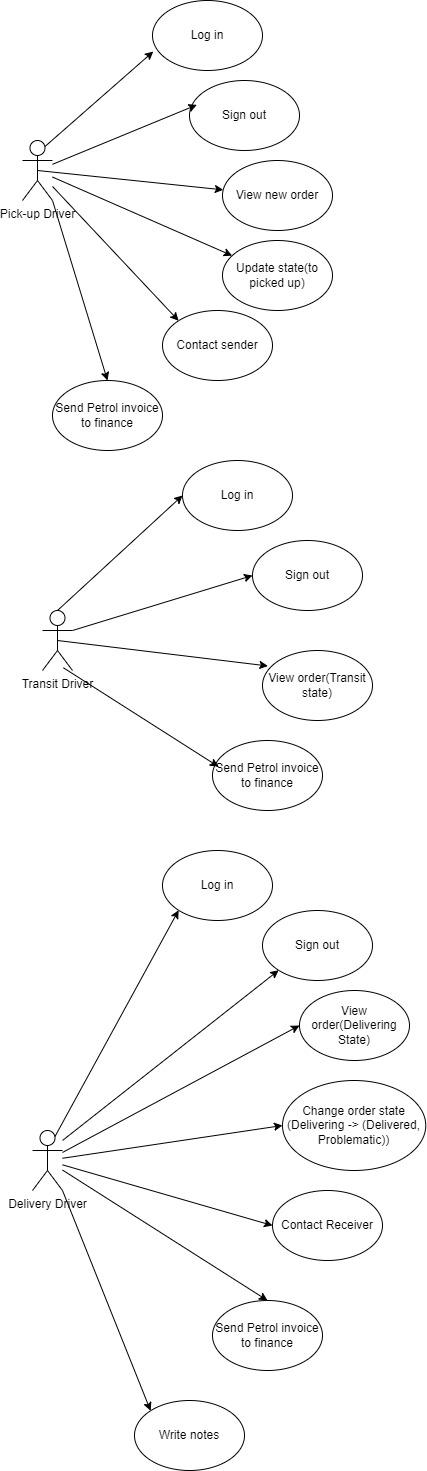 Log in
Sign out
Pick-up Driver
View new order
Update state(to
picked up)
Contact sender
Send Petrol invoice
to finance
Log in
Sign out
Transit Driver
View order(Transit
state)
Send Petrol invoice
to finance
Log in
Sign out
View
order(Delivering
State)
Change order state
(Delivering -> (Delivered,
Problematic))
Delivery Driver
Contact Receiver
Send Petrol invoice
to finance
Write notes